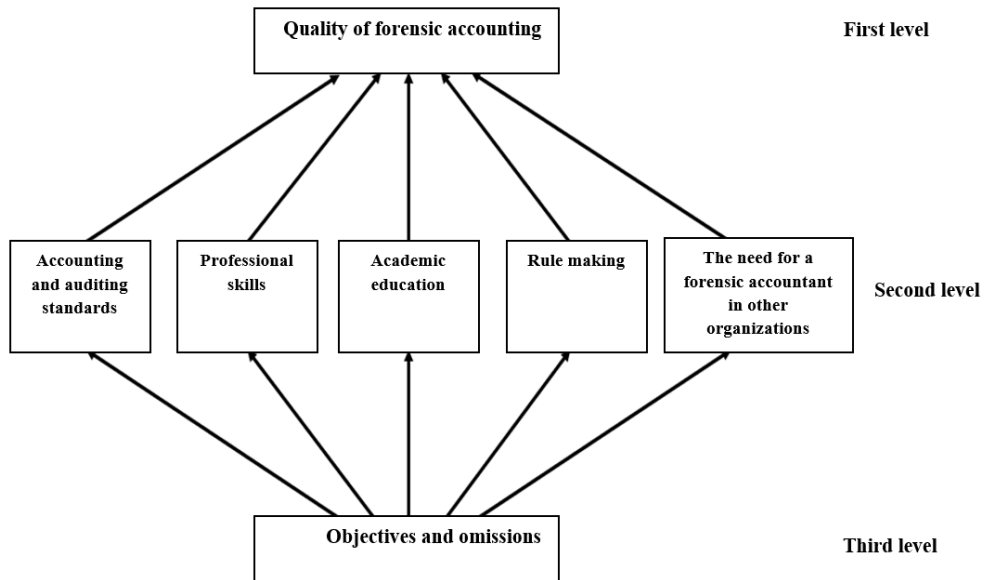 Quality of forensic accounting
First level
Accounting
and auditing
standards
Professional
skills
Academic
education
Rule making
The need for a
forensic accountant
in other
organizations
Second level
Objectives and omissions
Third level